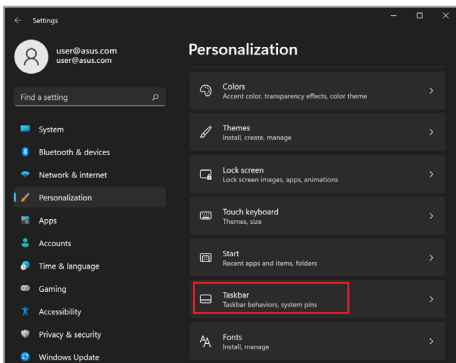 Settings
user@asus.com
user@asus.com
Find a setting
System
Bluetooth & devices
Network & internet
Personalization
Apps
Accounts
Time & language
Gaming
Accessibility
Privacy & security
Windows Update
Personalization
Colors
Accent color, transparency effects, color theme
Themes
Install, create, manage
Lock screen
Lock screen images, apps, animations
Touch keyboard
Themes, size
Start
Recent apps and items, folders
Taskbar
Taskbar behaviors, system pins
Fonts
Install, manage